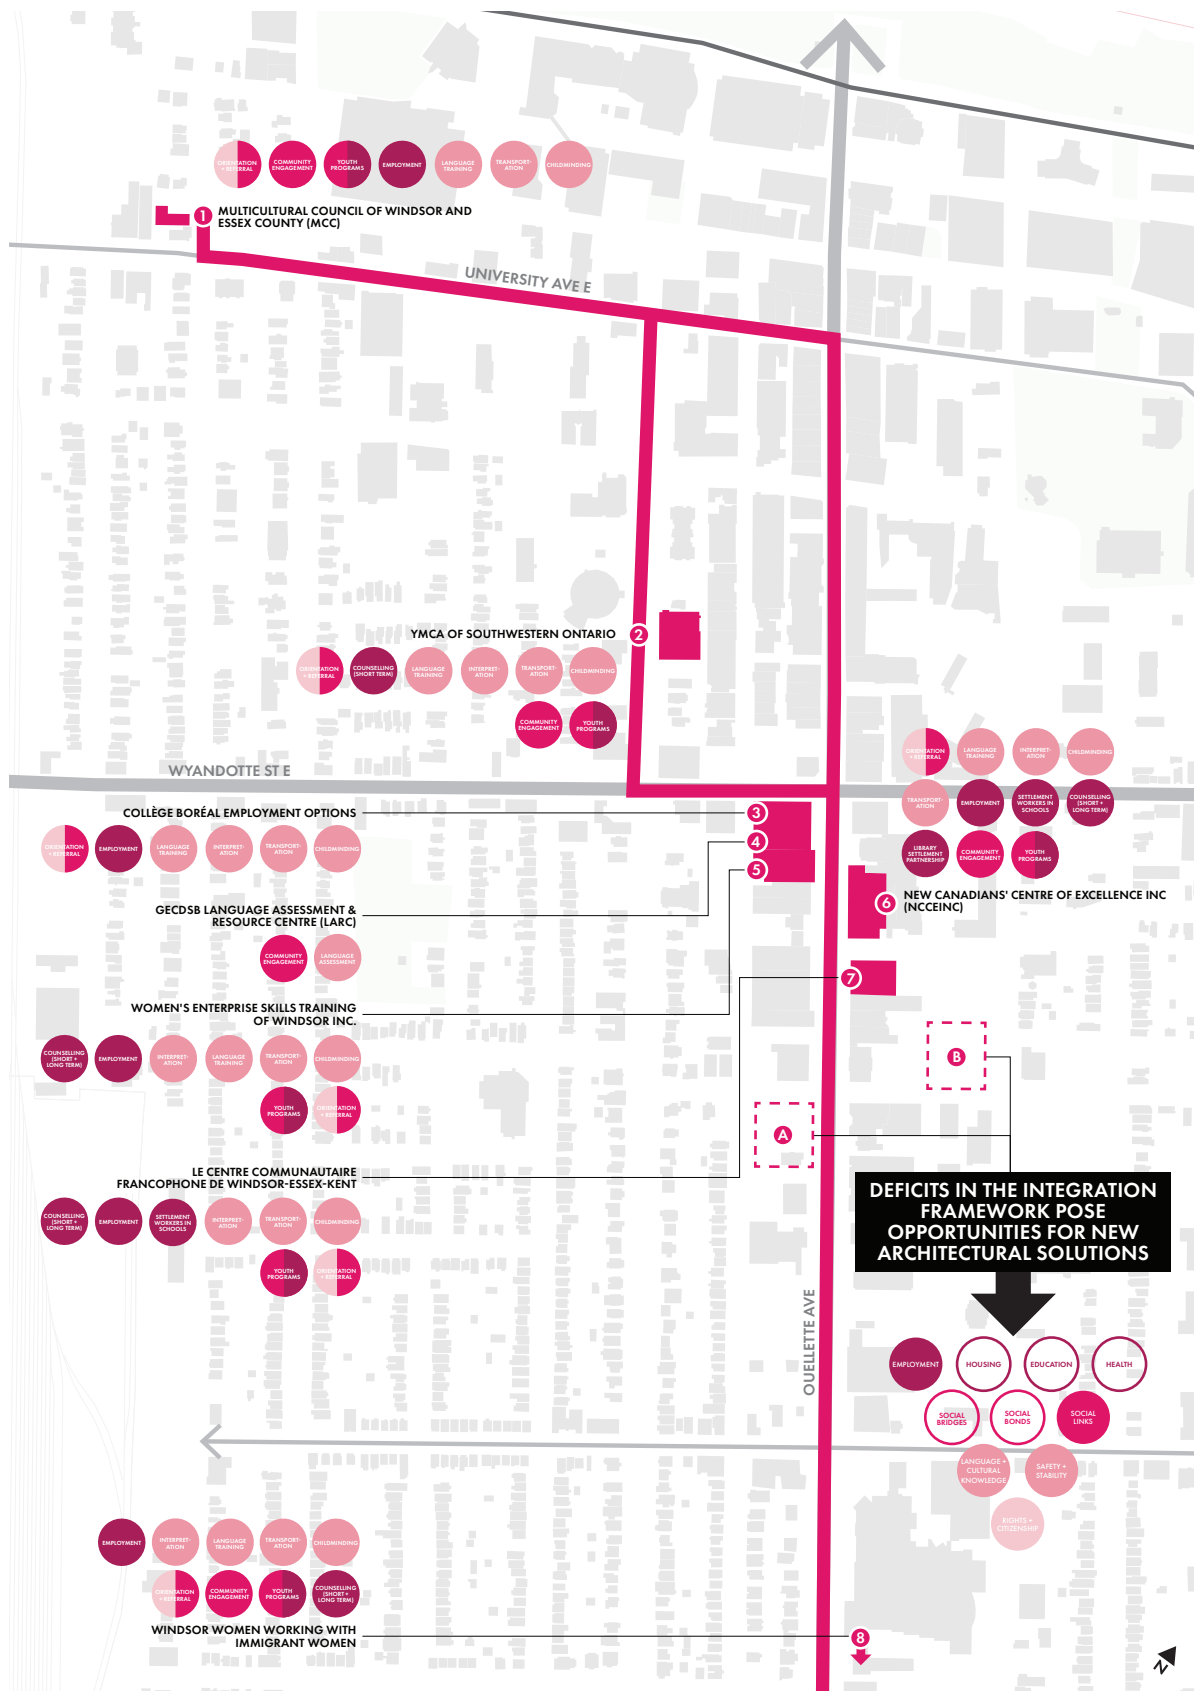 ORIENTATION
+ REFERRAL
COMMUNITY
ENGAGEMENT
YOUTH
PROGRAMS
EMPLOYMENT
LANGUAGE
TRAINING
TRANSPORT-
ATION
CHILDMINDING
1
MULTICULTURAL COUNCIL OF WINDSOR AND
ESSEX COUNTY (MCC)
UNIVERSITY AVE E
YMCA OF SOUTHWESTERN ONTARIO
2
ORIENTATION
+ REFERRAL
COUNSELLING
(SHORT TERM)
LANGUAGE
TRAINING
INTERPRET-
ATION
TRANSPORT-
ATION
CHILDMINDING
COMMUNITY
ENGAGEMENT
YOUTH
PROGRAMS
WYANDOTTE ST E
ORIENTATION
+ REFERRAL
LANGUAGE
TRAINING
INTERPRET-
ATION
CHILDMINDING
TRANSPORT-
ATION
EMPLOYMENT
SETTLEMENT
WORKERS IN
SCHOOLS
COUNSELLING
(SHORT +
LONG TERM)
LIBRARY
SETTLEMENT
PARTNERSHIP
COMMUNITY
ENGAGEMENT
YOUTH
PROGRAMS
6
NEW CANADIANS' CENTRE OF EXCELLENCE INC
(NCCEINC)
COLLÈGE BORÉAL EMPLOYMENT OPTIONS
3
4
5
ORIENTATION
+ REFERRAL
EMPLOYMENT
LANGUAGE
TRAINING
INTERPRET-
ATION
TRANSPORT-
ATION
CHILDMINDING
GECDSB LANGUAGE ASSESSMENT &
RESOURCE CENTRE (LARC)
COMMUNITY
ENGAGEMENT
LANGUAGE
ASSESSMENT
7
WOMEN'S ENTERPRISE SKILLS TRAINING
OF WINDSOR INC.
COUNSELLING
(SHORT +
LONG TERM)
EMPLOYMENT
INTERPRET-
ATION
LANGUAGE
TRAINING
TRANSPORT-
ATION
CHILDMINDING
YOUTH
PROGRAMS
ORIENTATION
+ REFERRAL
B
A
LE CENTRE COMMUNAUTAIRE
FRANCOPHONE DE WINDSOR-ESSEX-KENT
COUNSELLING
(SHORT +
LONG TERM)
EMPLOYMENT
SETTLEMENT
WORKERS IN
SCHOOLS
INTERPRET-
ATION
TRANSPORT-
ATION
CHILDMINDING
YOUTH
PROGRAMS
ORIENTATION
+ REFERRAL
DEFICITS IN THE INTEGRATION
FRAMEWORK POSE
OPPORTUNITIES FOR NEW
ARCHITECTURAL SOLUTIONS
OUELLETTE AVE
EMPLOYMENT
HOUSING
EDUCATION
HEALTH
SOCIAL
BRIDGES
SOCIAL
BONDS
SOCIAL
LINKS
LANGUAGE +
CULTURAL
KNOWLEDGE
SAFETY +
STABILITY
RIGHTS +
CITIZENSHIP
EMPLOYMENT
INTERPRET-
ATION
LANGUAGE
TRAINING
TRANSPORT-
ATION
CHILDMINDING
ORIENTATION
+ REFERRAL
COMMUNITY
ENGAGEMENT
YOUTH
PROGRAMS
COUNSELLING
(SHORT +
LONG TERM)
WINDSOR WOMEN WORKING WITH
IMMIGRANT WOMEN
8
N